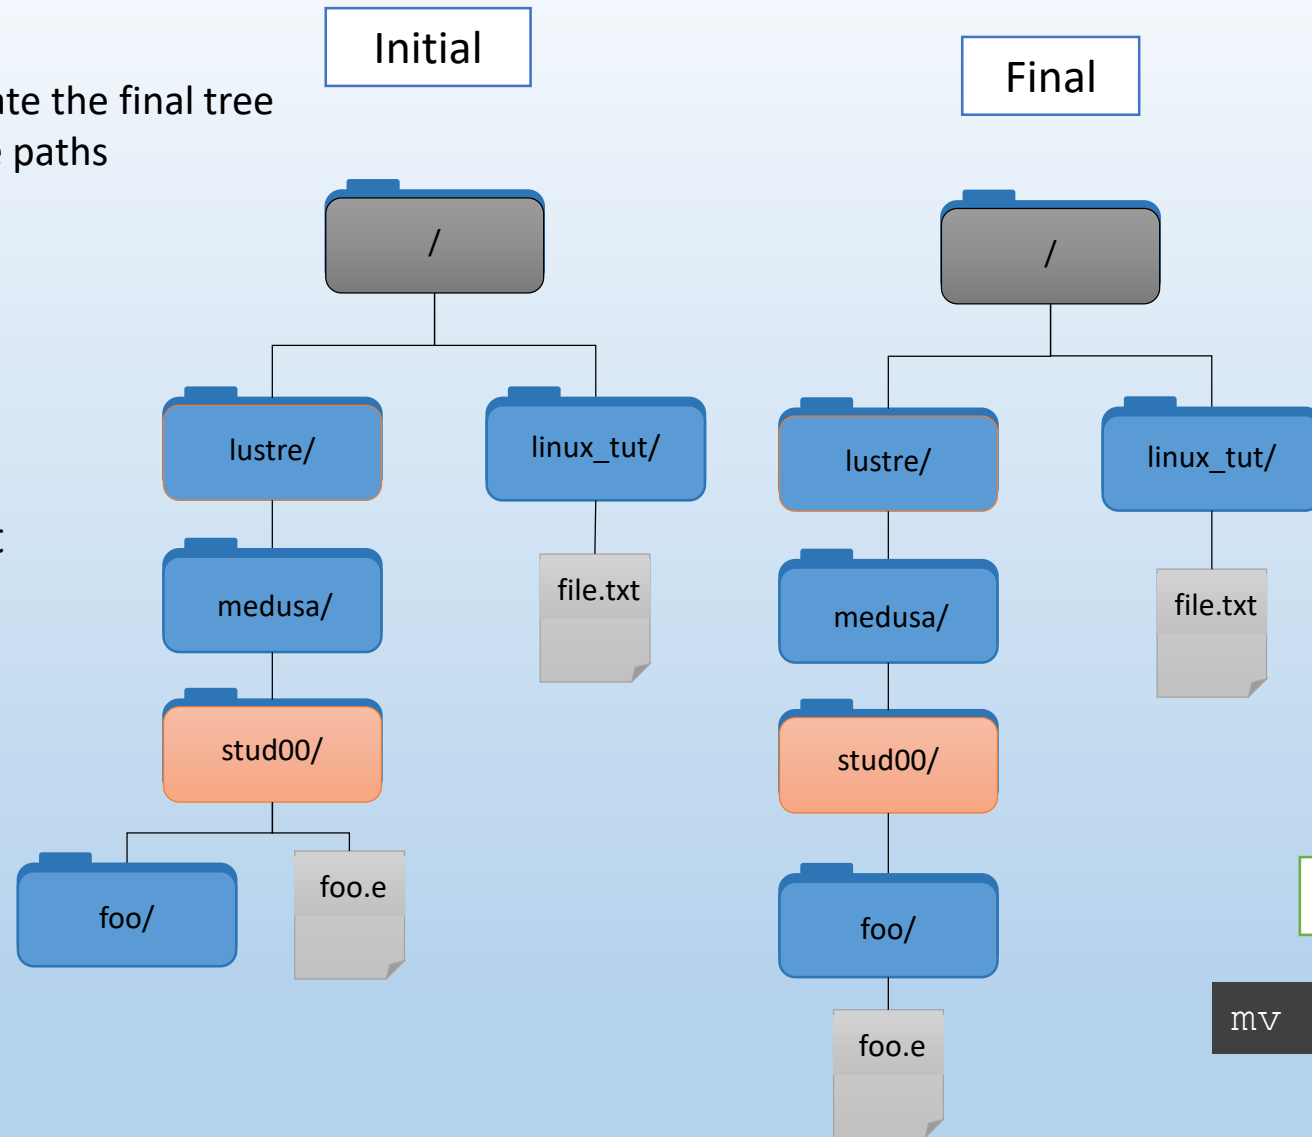 Initial
Final
ate the final tree
paths
/
/
lustre/
linux_tut/
lustre/
linux_tut/
t
medusa/
file.txt
medusa/
file.txt
stud00/
stud00/
foo/
foo.e
foo/
foo.e
mv